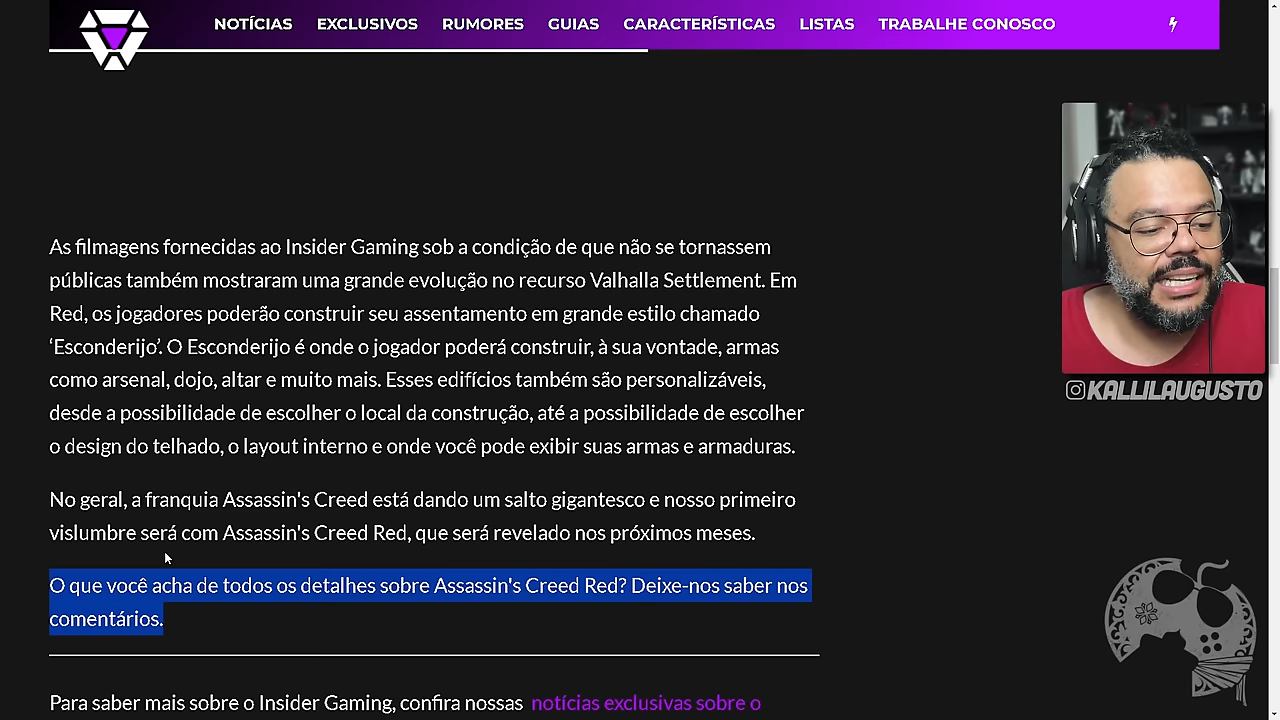 NOTÍCIAS EXCLUSIVOS RUMORES GUIAS CARACTERÍSTICAS LISTAS TRABALHE CONOSCO
As filmagens fornecidas ao Insider Gaming sob a condição de que não se tornassem
públicas também mostraram uma grande evolução no recurso Valhalla Settlement. Em
Red, os jogadores poderão construir seu assentamento em grande estilo chamado
‘Esconderijo’. O Esconderijo é onde o jogador poderá construir, à sua vontade, armas
como arsenal, dojo, altar e muito mais. Esses edifícios também são personalizáveis,
desde a possibilidade de escolher o local da construção, até a possibilidade de escolher
o design do telhado, o layout interno e onde você pode exibir suas armas e armaduras.
No geral, a franquia Assassin's Creed está dando um salto gigantesco e nosso primeiro
vislumbre será com Assassin's Creed Red, que será revelado nos próximos meses.
O que você acha de todos os detalhes sobre Assassin's Creed Red? Deixe-nos saber nos
comentários.
Para saber mais sobre o Insider Gaming, confira nossas notícias exclusivas sobre o
KALLILAUGUSTO